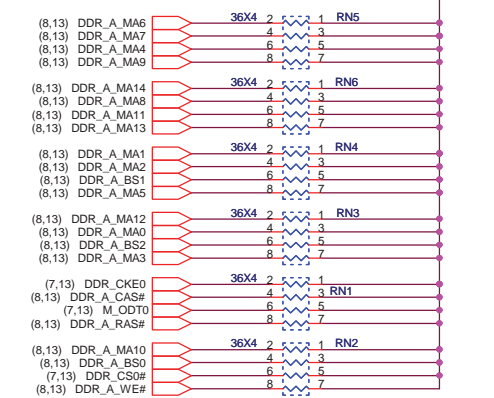 (8,13) DDR_A_MA6 36X4 2 1 RN5
(8,13) DDR_A_MA7 4 3
(8,13) DDR_A_MA4 6 5
(8,13) DDR_A_MA9 8 7
(8,13) DDR_A_MA14 36X4 2 1 RN6
(8,13) DDR_A_MA8 4 3
(8,13) DDR_A_MA11 6 5
(8,13) DDR_A_MA13 8 7
(8,13) DDR_A_MA1 36X4 2 1 RN4
(8,13) DDR_A_MA2 4 3
(8,13) DDR_A_BS1 6 5
(8,13) DDR_A_MA5 8 7
(8,13) DDR_A_MA12 36X4 2 1 RN3
(8,13) DDR_A_MA0 4 3
(8,13) DDR_A_BS2 6 5
(8,13) DDR_A_MA3 8 7
(7,13) DDR_CKE0 36X4 2 1
(8,13) DDR_A_CAS# 4 3 RN1
(7,13) M_ODT0 6 5
(8,13) DDR_A_RAS# 8 7
(8,13) DDR_A_MA10 36X4 2 1 RN2
(8,13) DDR_A_BS0 4 3
(7,13) DDR_CS0# 6 5
(8,13) DDR_A_WE# 8 7